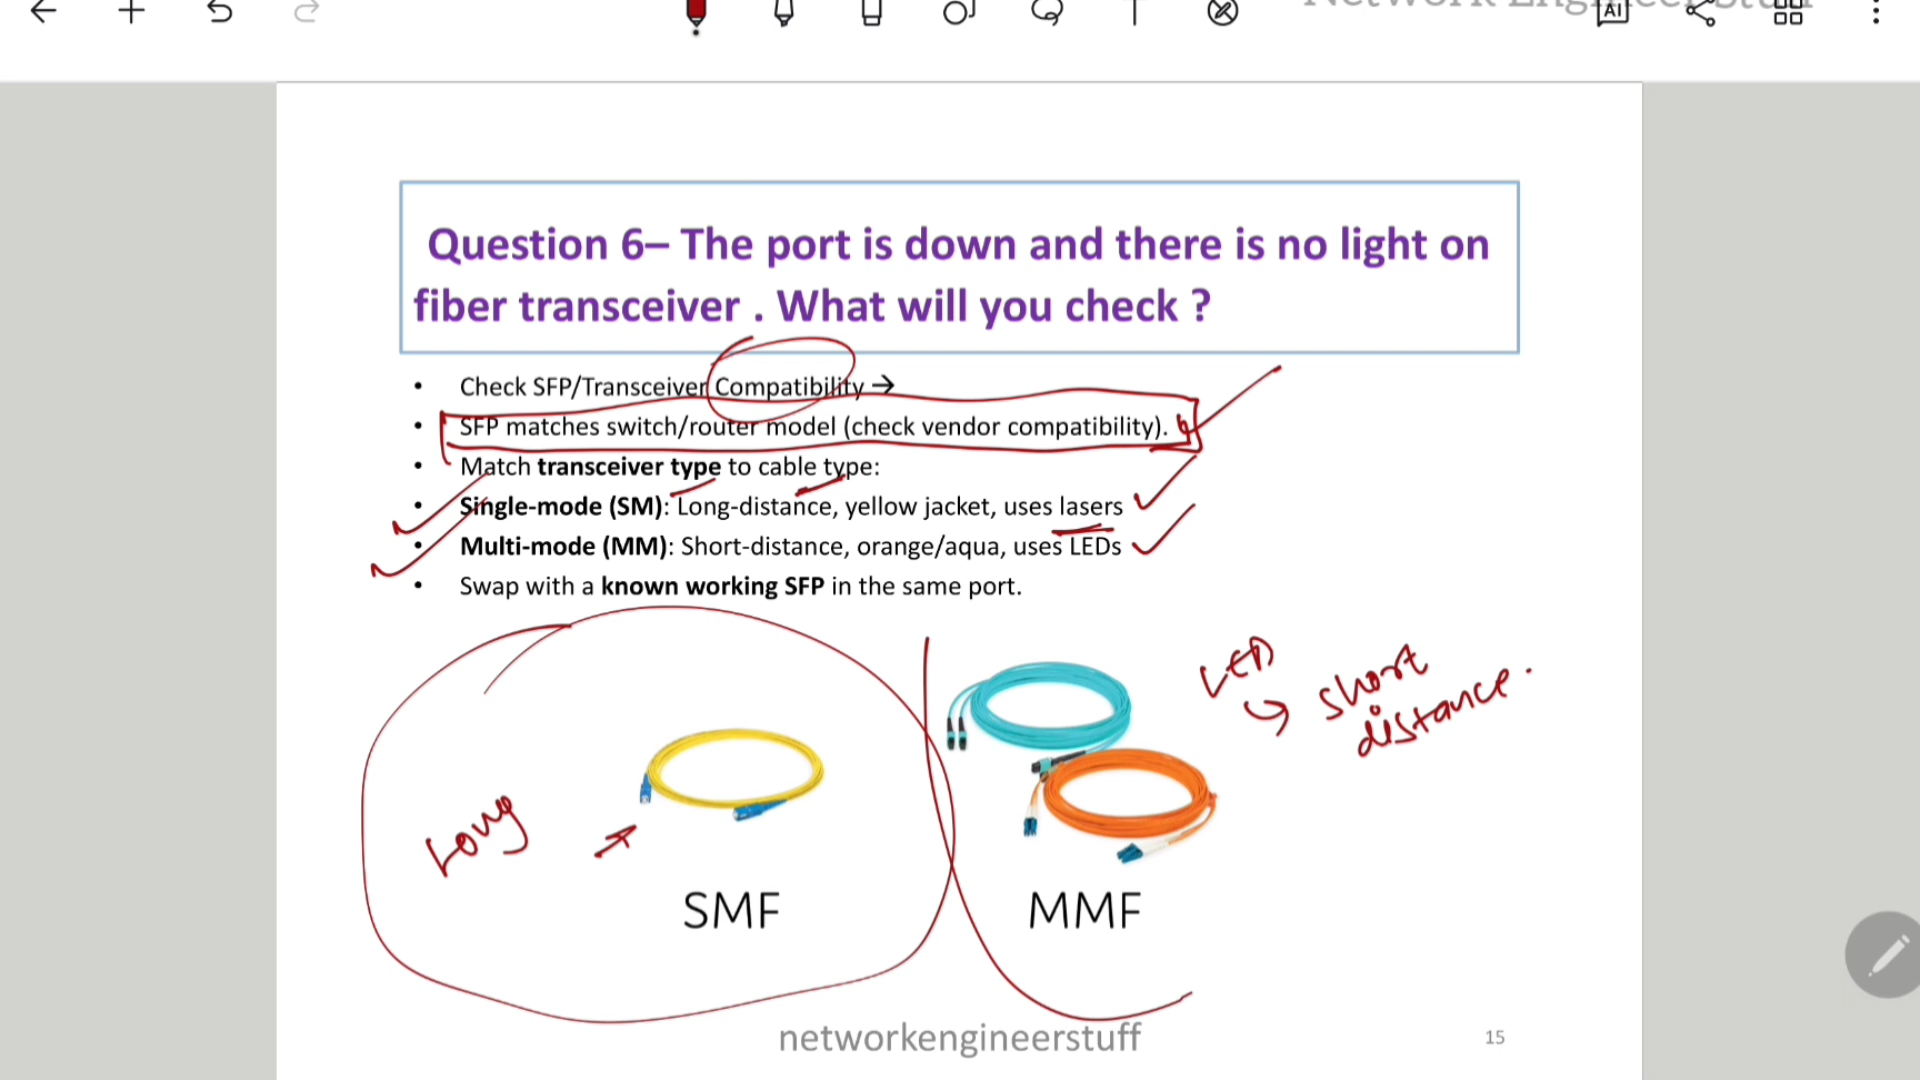 AI
Question 6– The port is down and there is no light on
fiber transceiver . What will you check ?
• Check SFP/Transceiver Compatibility →
• SFP matches switch/router model (check vendor compatibility).
• Match transceiver type to cable type:
• Single-mode (SM): Long-distance, yellow jacket, uses lasers
• Multi-mode (MM): Short-distance, orange/aqua, uses LEDs
• Swap with a known working SFP in the same port.
LED
short
distance.
Long
SMF
MMF
networkengineerstuff
15